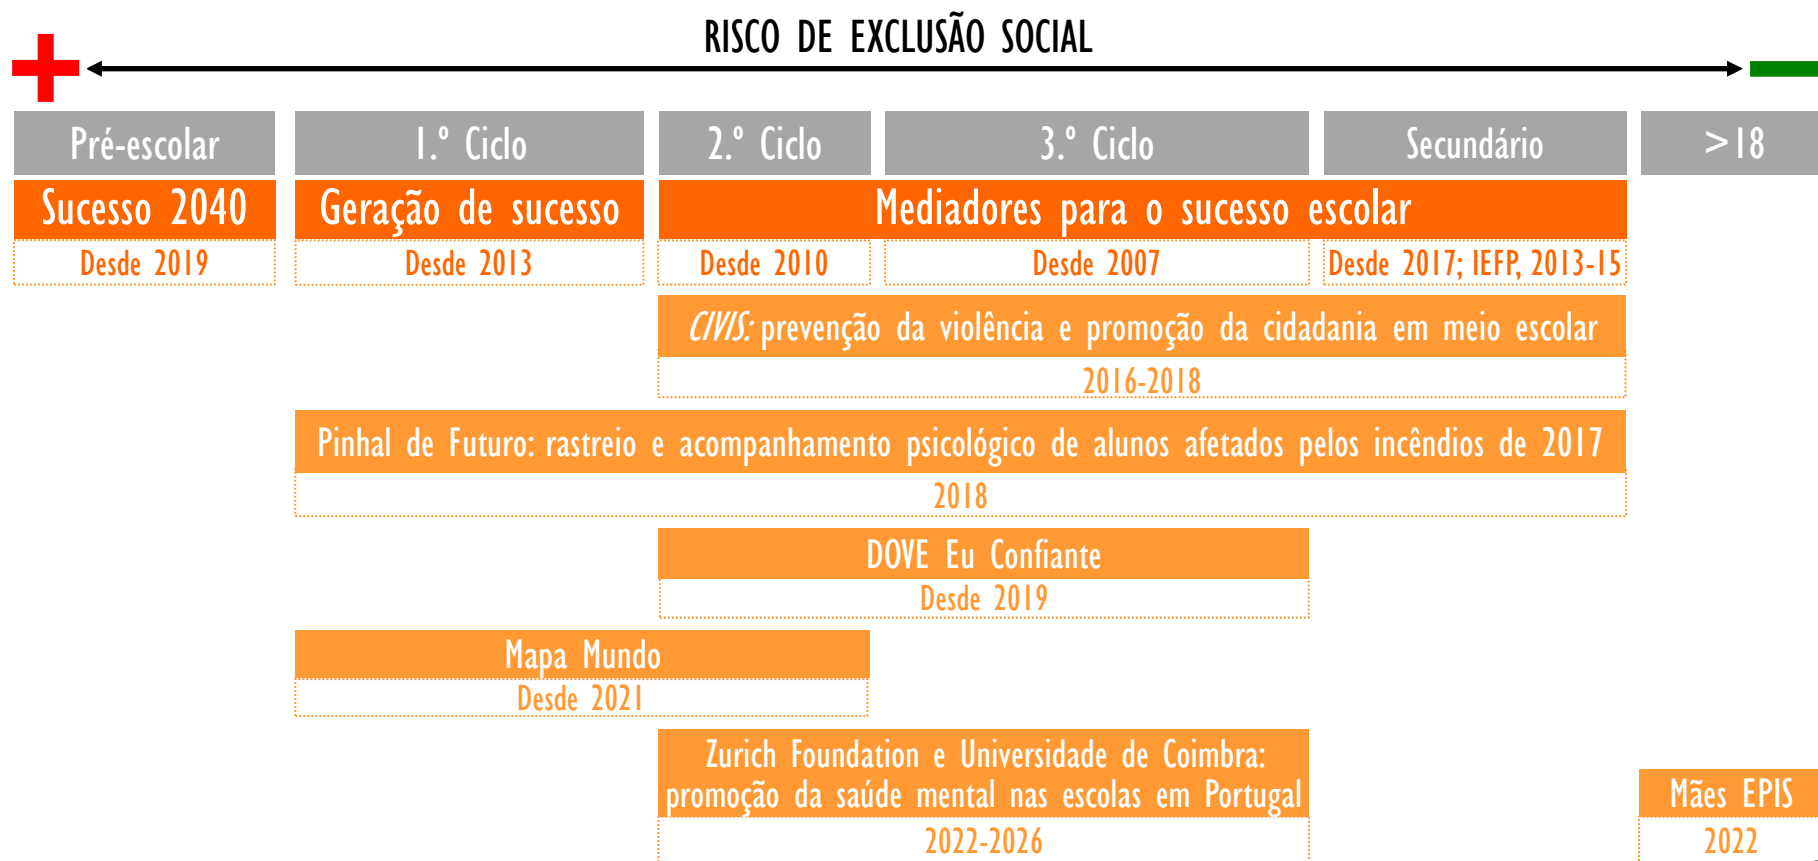 RISCO DE EXCLUSÃO SOCIAL
Pré-escolar
1.º Ciclo
2.º Ciclo
3.º Ciclo
Secundário
>18
Sucesso 2040
Geração de sucesso
Mediadores para o sucesso escolar
Desde 2019
Desde 2013
Desde 2010
Desde 2007
Desde 2017; IEFP, 2013-15
CIVIS: prevenção da violência e promoção da cidadania em meio escolar
2016-2018
Pinhal de Futuro: rastreio e acompanhamento psicológico de alunos afetados pelos incêndios de 2017
2018
DOVE Eu Confiante
Desde 2019
Mapa Mundo
Desde 2021
Zurich Foundation e Universidade de Coimbra:
promoção da saúde mental nas escolas em Portugal
2022-2026
Mães EPIS
2022